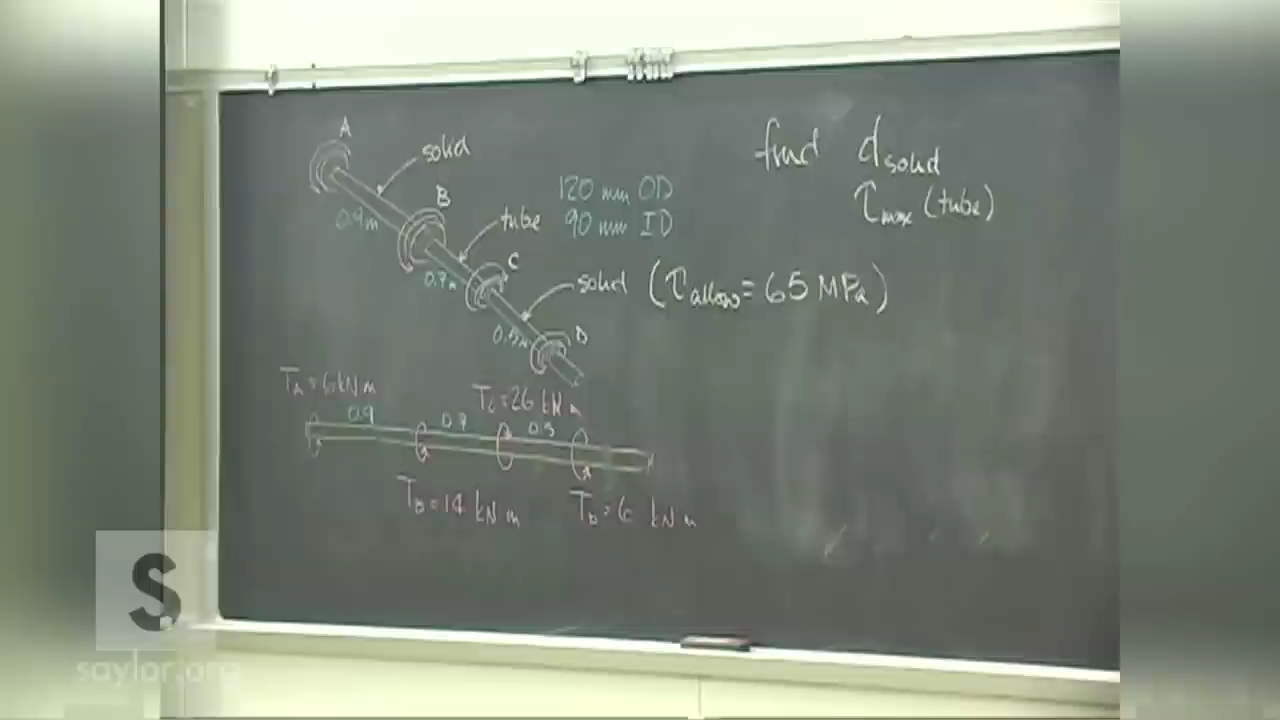 A
solid
B
0.9m
tube
120 mm OD
90 mm ID
0.7m
C
solid (τallow = 65 MPa)
0.5m
D
find dsolid
τmax (tube)
TA = 6 kN m
0.9
0.7
TC = 26 kN m
0.5
TB = 14 kN m
TD = 6 kN m
S
saylor.org